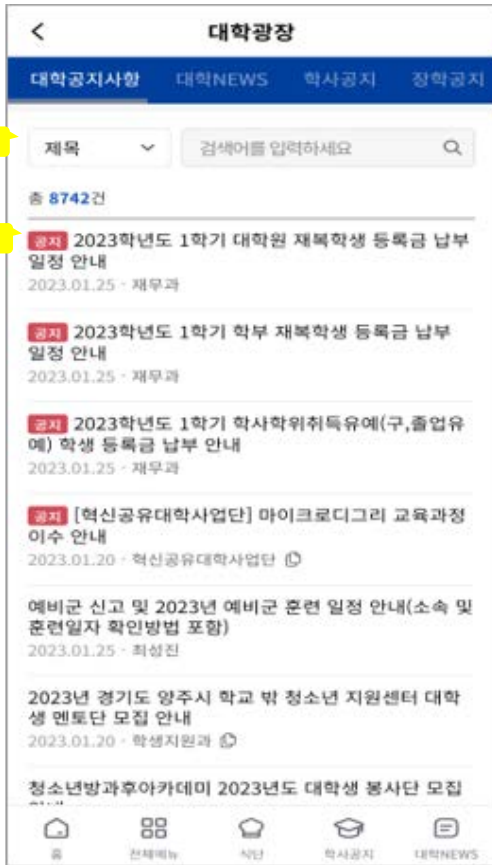 대학광장
대학공지사항 대학NEWS 학사공지 장학공지
제목 검색어를 입력하세요
총 8742건
공지 2023학년도 1학기 대학원 재복학생 등록금 납부
일정 안내
2023.01.25 · 재무과
공지 2023학년도 1학기 학부 재복학생 등록금 납부
일정 안내
2023.01.25 · 재무과
공지 2023학년도 1학기 학사학위취득유예(구,졸업유
예) 학생 등록금 납부 안내
2023.01.25 · 재무과
공지 [혁신공유대학사업단] 마이크로디그리 교육과정
이수 안내
2023.01.20 · 혁신공유대학사업단
예비군 신고 및 2023년 예비군 훈련 일정 안내(소속 및
훈련일자 확인방법 포함)
2023.01.25 · 최성진
2023년 경기도 양주시 학교 밖 청소년 지원센터 대학
생 멘토단 모집 안내
2023.01.20 · 학생지원과
청소년방과후아카데미 2023년도 대학생 봉사단 모집
홈 전체메뉴 식단 학사공지 대학NEWS